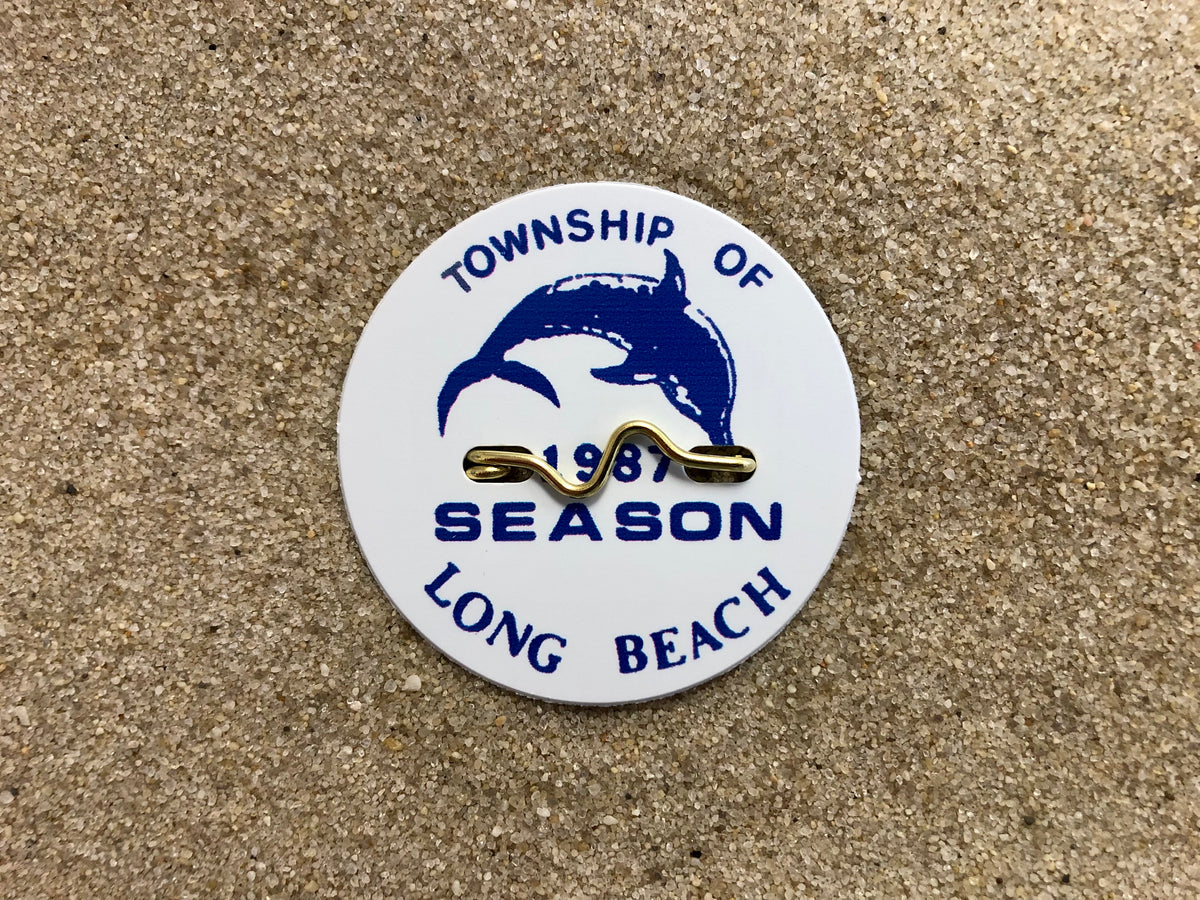 TOWNSHIP OF
1987
SEASON
LONG BEACH